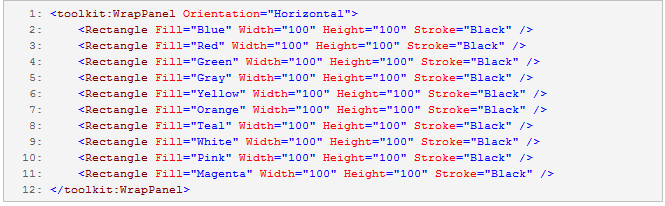 1: <toolkit:WrapPanel Orientation="Horizontal">
2:     <Rectangle Fill="Blue" Width="100" Height="100" Stroke="Black" />
3:     <Rectangle Fill="Red" Width="100" Height="100" Stroke="Black" />
4:     <Rectangle Fill="Green" Width="100" Height="100" Stroke="Black" />
5:     <Rectangle Fill="Gray" Width="100" Height="100" Stroke="Black" />
6:     <Rectangle Fill="Yellow" Width="100" Height="100" Stroke="Black" />
7:     <Rectangle Fill="Orange" Width="100" Height="100" Stroke="Black" />
8:     <Rectangle Fill="Teal" Width="100" Height="100" Stroke="Black" />
9:     <Rectangle Fill="White" Width="100" Height="100" Stroke="Black" />
10:     <Rectangle Fill="Pink" Width="100" Height="100" Stroke="Black" />
11:     <Rectangle Fill="Magenta" Width="100" Height="100" Stroke="Black" />
12: </toolkit:WrapPanel>